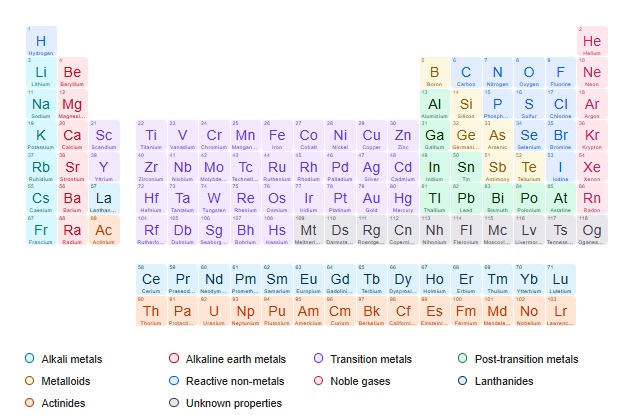 1 2
H He
Hydrogen Helium
3 4 5 6 7 8 9 10
Li Be B C N O F Ne
Lithium Beryllium Boron Carbon Nitrogen Oxygen Fluorine Neon
11 12 13 14 15 16 17 18
Na Mg Al Si P S Cl Ar
Sodium Magnesi... Aluminium Silicon Phosph... Sulfur Chlorine Argon
19 20 21 22 23 24 25 26 27 28 29 30 31 32 33 34 35 36
K Ca Sc Ti V Cr Mn Fe Co Ni Cu Zn Ga Ge As Se Br Kr
Potassium Calcium Scandium Titanium Vanadium Chromium Mangan... Iron Cobalt Nickel Copper Zinc Gallium Germani... Arsenic Selenium Bromine Krypton
37 38 39 40 41 42 43 44 45 46 47 48 49 50 51 52 53 54
Rb Sr Y Zr Nb Mo Tc Ru Rh Pd Ag Cd In Sn Sb Te I Xe
Rubidium Strontium Yttrium Zirconium Niobium Molybde... Techneti... Ruthenium Rhodium Palladium Silver Cadmium Indium Tin Antimony Tellurium Iodine Xenon
55 56 57 72 73 74 75 76 77 78 79 80 81 82 83 84 85 86
Cs Ba La Hf Ta W Re Os Ir Pt Au Hg Tl Pb Bi Po At Rn
Caesium Barium Lanthan... Hafnium Tantalum Tungsten Rhenium Osmium Iridium Platinum Gold Mercury Thallium Lead Bismuth Polonium Astatine Radon
87 88 89 104 105 106 107 108 109 110 111 112 113 114 115 116 117 118
Fr Ra Ac Rf Db Sg Bh Hs Mt Ds Rg Cn Nh Fl Mc Lv Ts Og
Francium Radium Actinium Rutherfo... Dubnium Seaborg... Bohrium Hassium Meitneri... Darmsta... Roentge... Coperni... Nihonium Flerovium Moscovi... Livermor... Tenness... Oganes...
58 59 60 61 62 63 64 65 66 67 68 69 70 71
Ce Pr Nd Pm Sm Eu Gd Tb Dy Ho Er Tm Yb Lu
Cerium Praseod... Neodym... Prometh... Samarium Europium Gadolini... Terbium Dysprosi... Holmium Erbium Thulium Ytterbium Lutetium
90 91 92 93 94 95 96 97 98 99 100 101 102 103
Th Pa U Np Pu Am Cm Bk Cf Es Fm Md No Lr
Thorium Protacti... Uranium Neptunium Plutonium Americium Curium Berkelium Californi... Einsteini... Fermium Mendele... Nobelium Lawrenc...
Alkali metals Alkaline earth metals Transition metals Post-transition metals
Metalloids Reactive non-metals Noble gases Lanthanides
Actinides Unknown properties